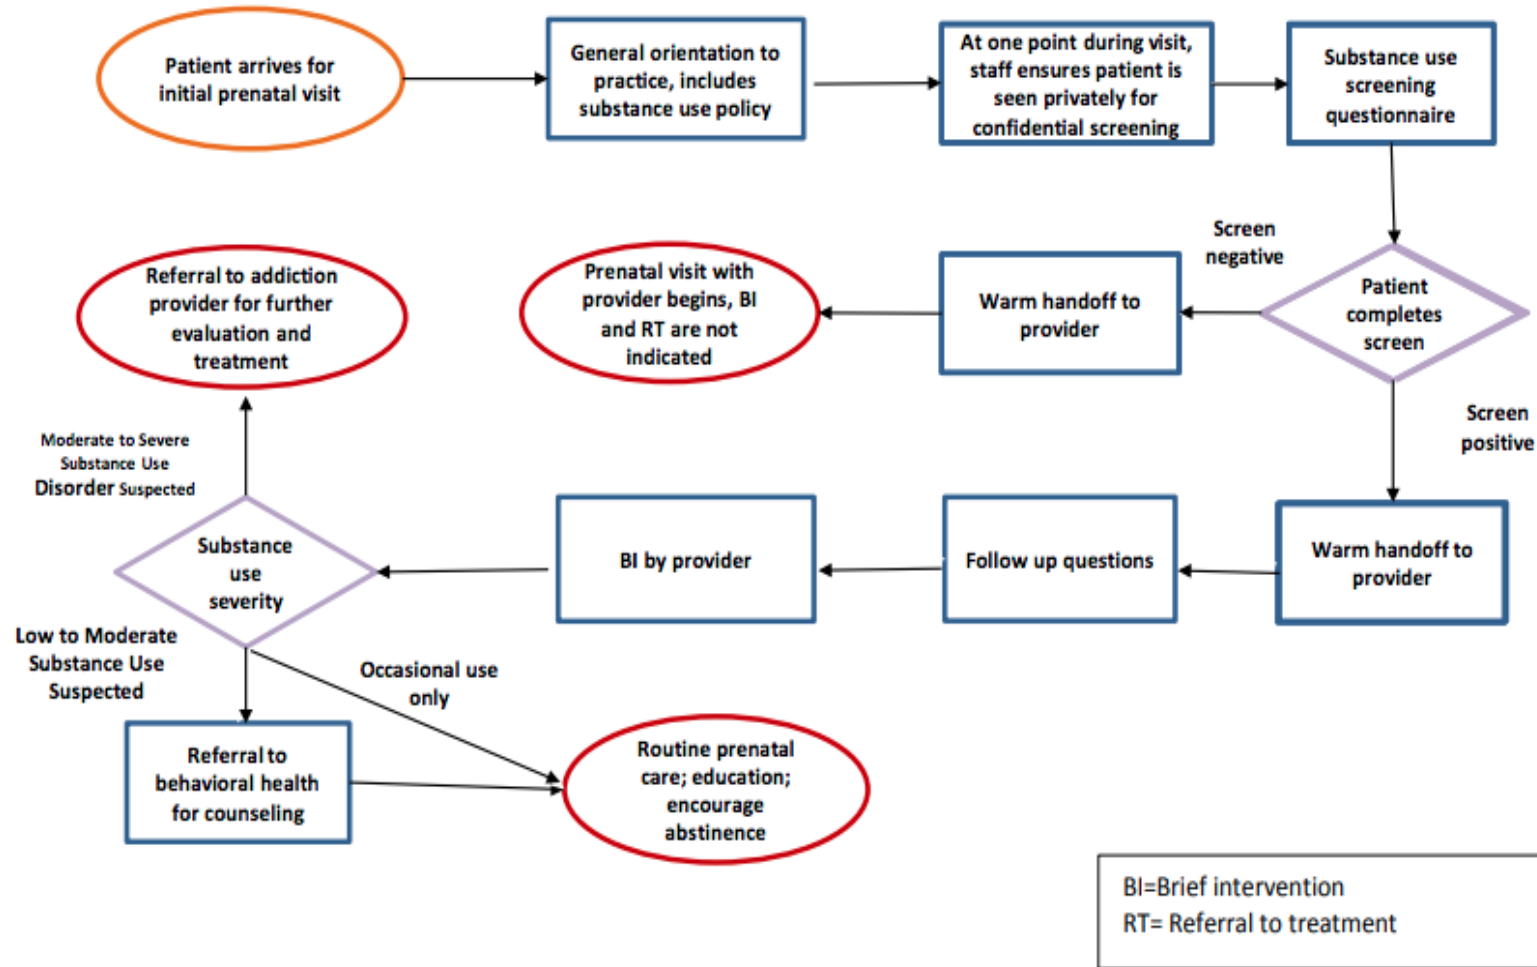 Patient arrives for
initial prenatal visit
General orientation to
practice, includes
substance use policy
At one point during visit,
staff ensures patient is
seen privately for
confidential screening
Substance use
screening
questionnaire
Patient
completes
screen
Screen
negative
Warm handoff to
provider
Prenatal visit with
provider begins, BI
and RT are not
indicated
Screen
positive
Warm handoff to
provider
Follow up questions
BI by provider
Substance
use
severity
Moderate to Severe
Substance Use
Disorder Suspected
Referral to addiction
provider for further
evaluation and
treatment
Low to Moderate
Substance Use
Suspected
Referral to
behavioral health
for counseling
Occasional use
only
Routine prenatal
care; education;
encourage
abstinence
BI=Brief intervention
RT= Referral to treatment